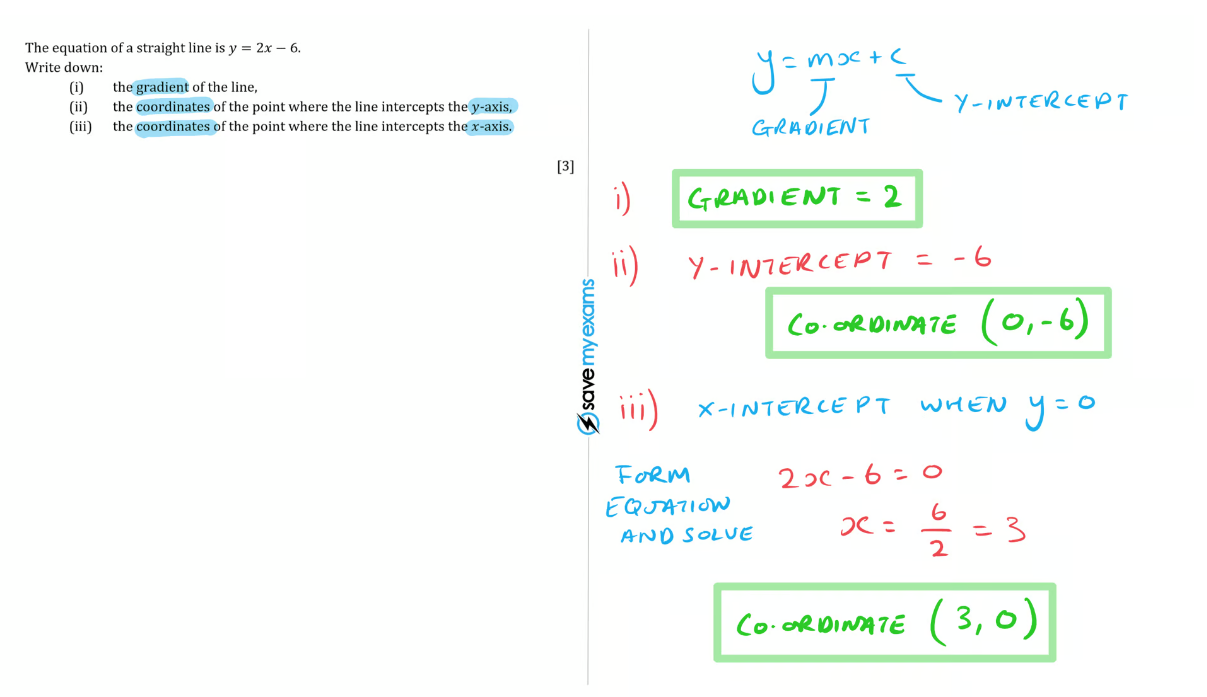 The equation of a straight line is y = 2x − 6.
Write down:
(i) the gradient of the line,
(ii) the coordinates of the point where the line intercepts the y-axis,
(iii) the coordinates of the point where the line intercepts the x-axis.
[3]
save my exams
y = mx + c
GRADIENT
Y-INTERCEPT
i) GRADIENT = 2
ii) Y-INTERCEPT = -6
CO-ORDINATE (0,-6)
iii) X-INTERCEPT WHEN y=0
FORM
EQUATION
AND SOLVE
2x - 6 = 0
x = 6/2 = 3
CO-ORDINATE (3,0)